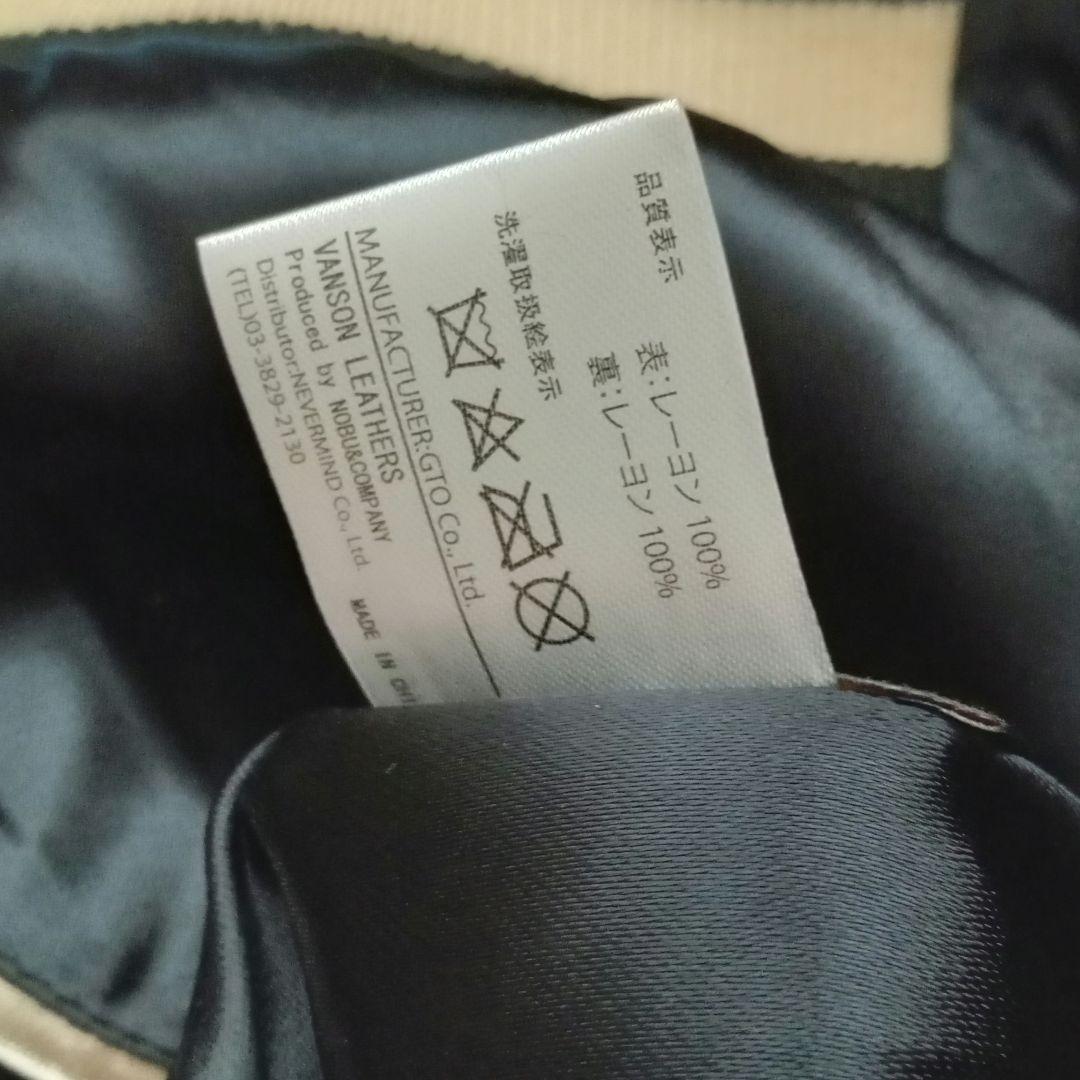 品質表示
表:レーヨン 100%
裏:レーヨン 100%
洗濯取扱絵表示
MANUFACTURER:GTO Co., Ltd.
VANSON LEATHERS
Produced by NOBU&COMPANY
Distributor:NEVERMIND Co., Ltd.
(TEL)03-3829-2130
MADE IN CHI